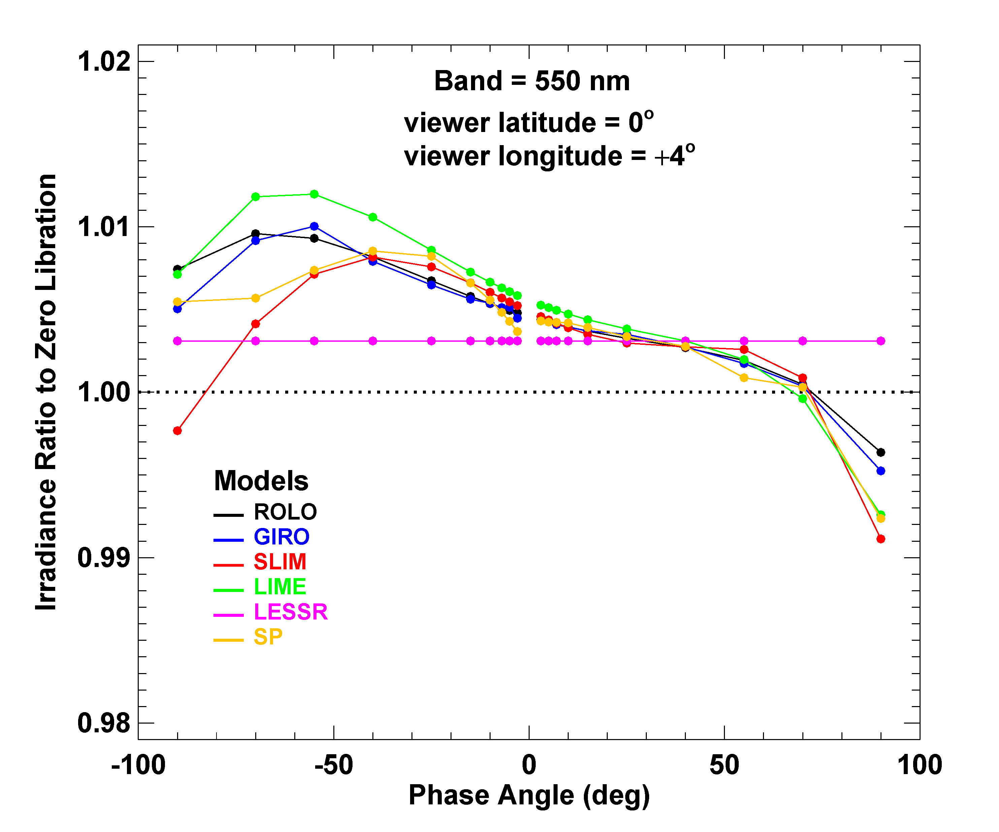 1.02
1.01
1.00
0.99
0.98
Irradiance Ratio to Zero Libration
Band = 550 nm
viewer latitude = 0°
viewer longitude = +4°
Models
ROLO
GIRO
SLIM
LIME
LESSR
SP
-100 -50 0 50 100
Phase Angle (deg)